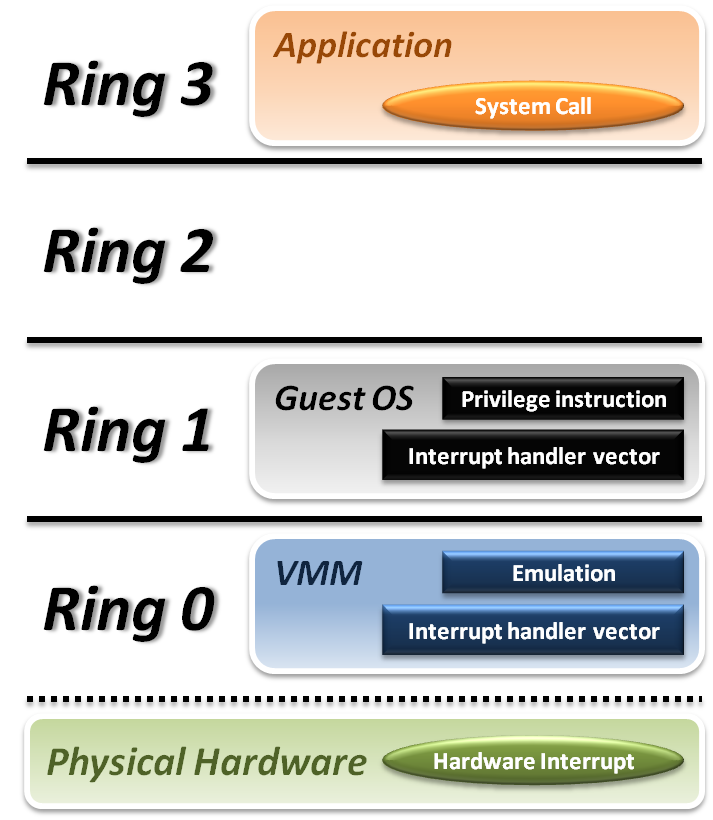 Ring 3
Application
System Call
Ring 2
Ring 1
Guest OS
Privilege instruction
Interrupt handler vector
Ring 0
VMM
Emulation
Interrupt handler vector
Physical Hardware
Hardware Interrupt